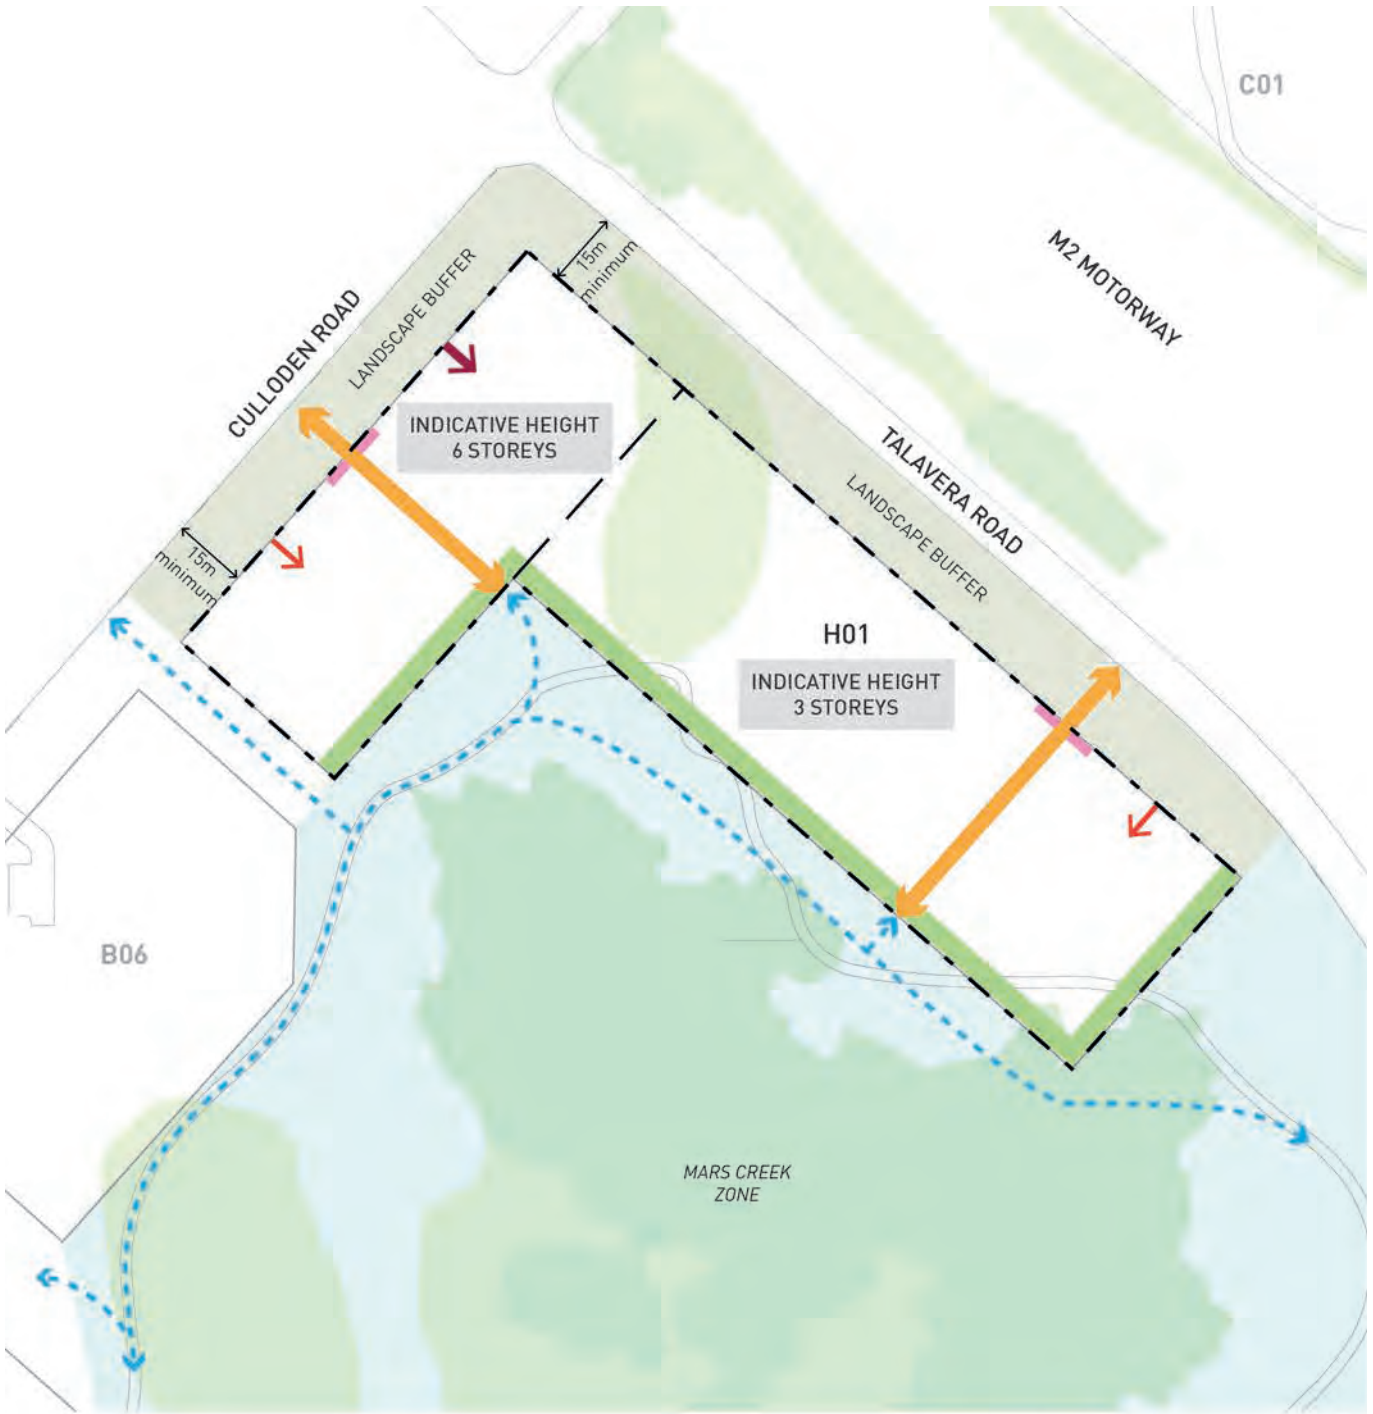 C01
M2 MOTORWAY
15m
minimum
LANDSCAPE BUFFER
CULLODEN ROAD
INDICATIVE HEIGHT
6 STOREYS
TALAVERA ROAD
LANDSCAPE BUFFER
15m
minimum
H01
INDICATIVE HEIGHT
3 STOREYS
B06
MARS CREEK
ZONE